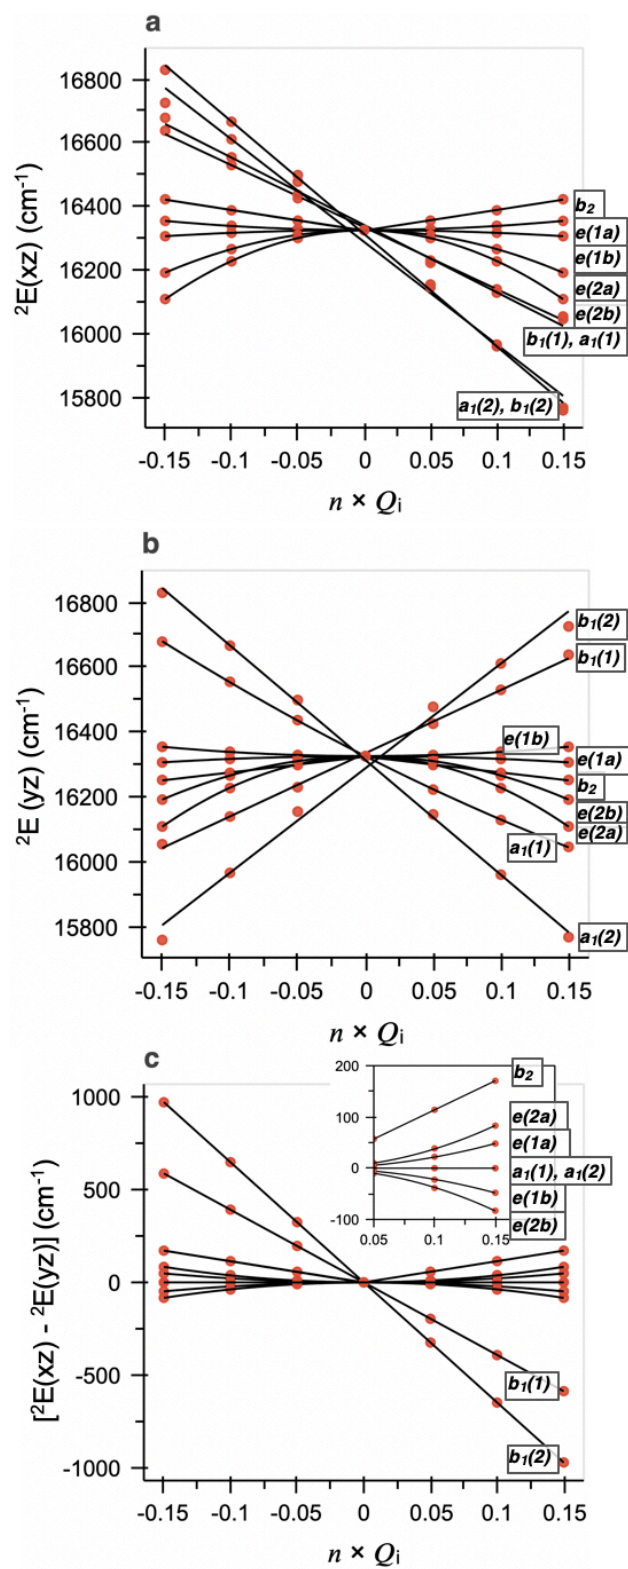 a
²E(xz) (cm⁻¹)
16800
16600
16400
16200
16000
15800
b₂
e(1a)
e(1b)
e(2a)
e(2b)
b₁(1), a₁(1)
a₁(2), b₁(2)
-0.15 -0.1 -0.05 0 0.05 0.1 0.15
n × Qᵢ
b
²E (yz) (cm⁻¹)
16800
16600
16400
16200
16000
15800
b₁(2)
b₁(1)
e(1b)
e(1a)
b₂
e(2b)
e(2a)
a₁(1)
a₁(2)
-0.15 -0.1 -0.05 0 0.05 0.1 0.15
n × Qᵢ
c
[²E(xz) - ²E(yz)] (cm⁻¹)
1000
500
0
-500
-1000
200
100
0
-100
0.05 0.1 0.15
b₂
e(2a)
e(1a)
a₁(1), a₁(2)
e(1b)
e(2b)
b₁(1)
b₁(2)
-0.15 -0.1 -0.05 0 0.05 0.1 0.15
n × Qᵢ